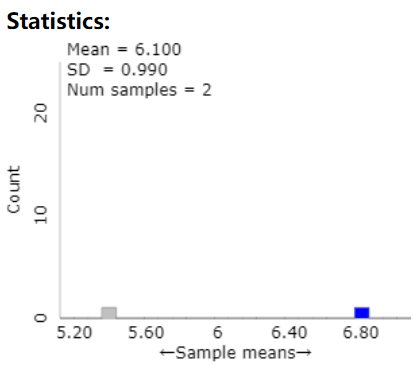 Statistics:
Mean = 6.100
SD = 0.990
Num samples = 2
20
Count
10
0
5.20 5.60 6 6.40 6.80
←Sample means→